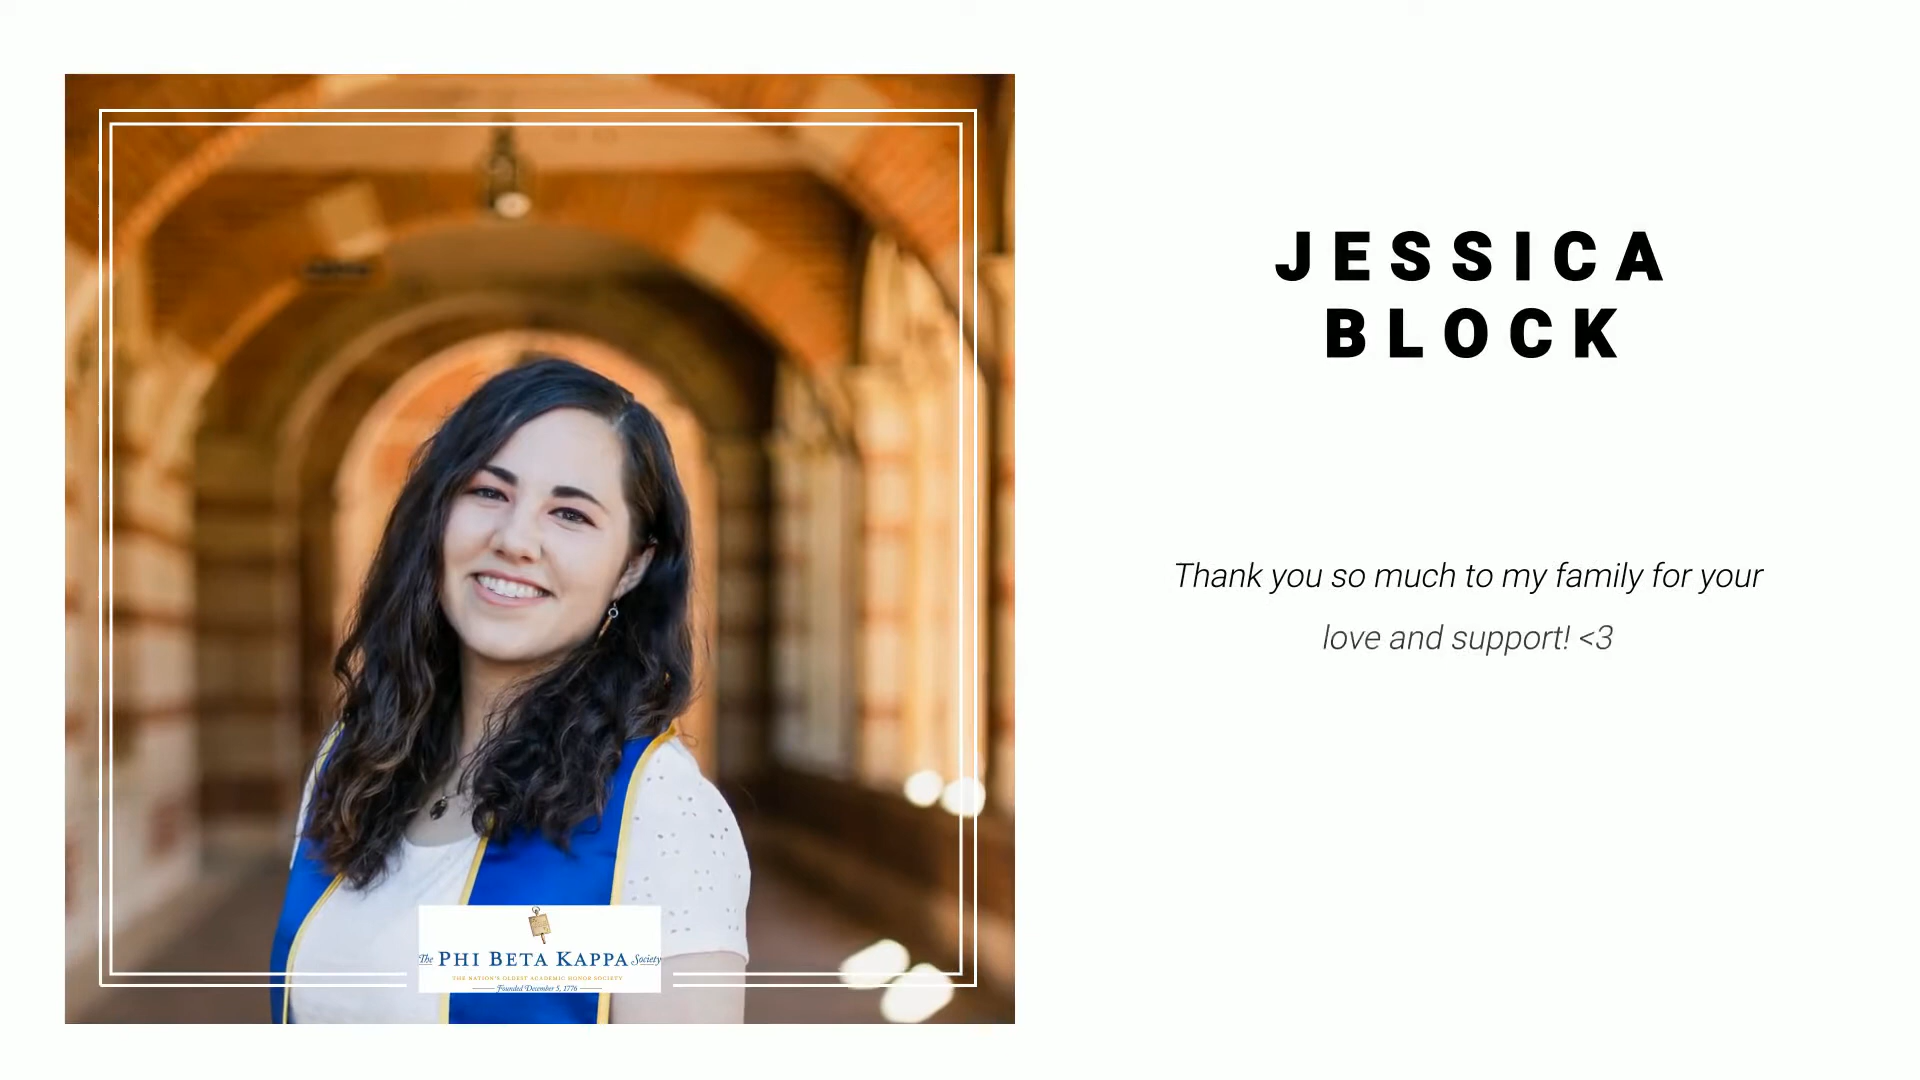 JESSICA
BLOCK
Thank you so much to my family for your
love and support! <3
The PHI BETA KAPPA Society
THE NATION'S OLDEST ACADEMIC HONOR SOCIETY
Founded December 5, 1776